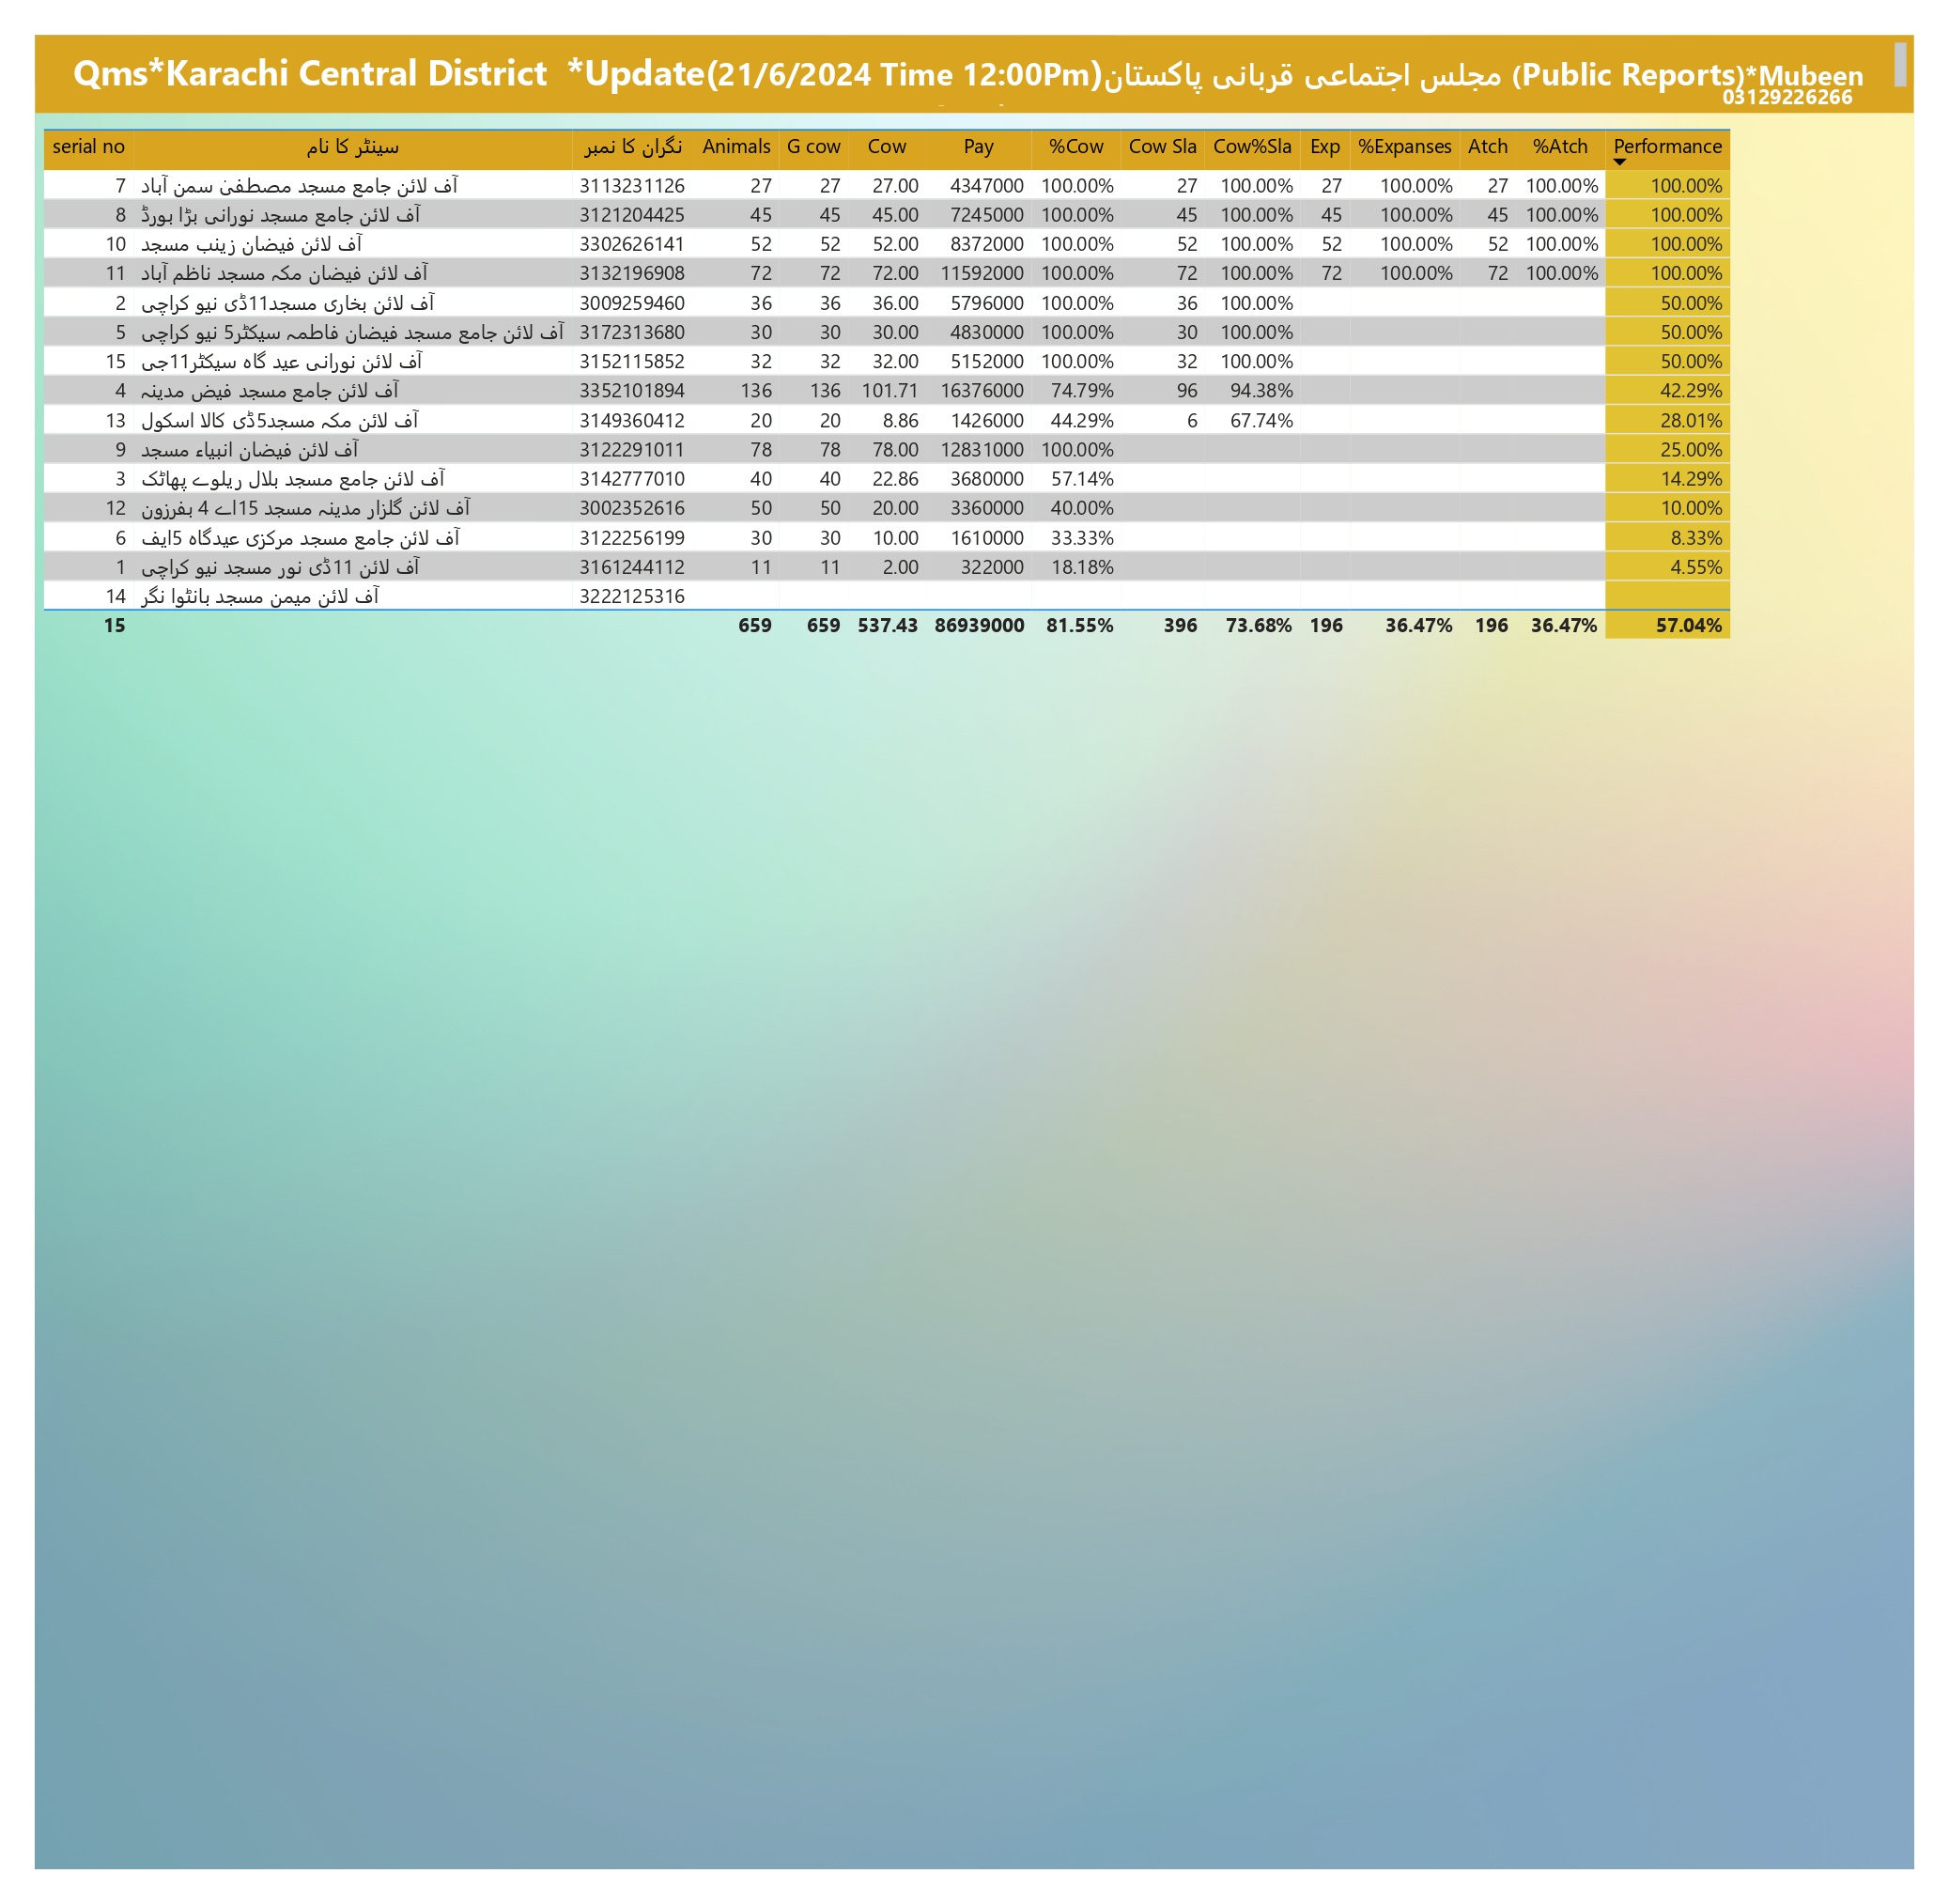 Qms*Karachi Central District *Update(21/6/2024 Time 12:00Pm)مجلس اجتماعی قربانی پاکستان (Public Reports)*Mubeen
03129226266
serial no سینٹر کا نام نگران کا نمبر Animals G cow Cow Pay %Cow Cow Sla Cow%Sla Exp %Expanses Atch %Atch Performance
7 آف لائن جامع مسجد مصطفیٰ سمن آباد 3113231126 27 27 27.00 4347000 100.00% 27 100.00% 27 100.00% 27 100.00% 100.00%
8 آف لائن جامع مسجد نورانی بڑا بورڈ 3121204425 45 45 45.00 7245000 100.00% 45 100.00% 45 100.00% 45 100.00% 100.00%
10 آف لائن فیضان زینب مسجد 3302626141 52 52 52.00 8372000 100.00% 52 100.00% 52 100.00% 52 100.00% 100.00%
11 آف لائن فیضان مکہ مسجد ناظم آباد 3132196908 72 72 72.00 11592000 100.00% 72 100.00% 72 100.00% 72 100.00% 100.00%
2 آف لائن بخاری مسجد11ڈی نیو کراچی 3009259460 36 36 36.00 5796000 100.00% 36 100.00% 50.00%
5 آف لائن جامع مسجد فیضان فاطمہ سیکٹر5 نیو کراچی 3172313680 30 30 30.00 4830000 100.00% 30 100.00% 50.00%
15 آف لائن نورانی عید گاہ سیکٹر11جی 3152115852 32 32 32.00 5152000 100.00% 32 100.00% 50.00%
4 آف لائن جامع مسجد فیض مدینہ 3352101894 136 136 101.71 16376000 74.79% 96 94.38% 42.29%
13 آف لائن مکہ مسجد5ڈی کالا اسکول 3149360412 20 20 8.86 1426000 44.29% 6 67.74% 28.01%
9 آف لائن فیضان انبیاء مسجد 3122291011 78 78 78.00 12831000 100.00% 25.00%
3 آف لائن جامع مسجد بلال ریلوے پھاٹک 3142777010 40 40 22.86 3680000 57.14% 14.29%
12 آف لائن گلزار مدینہ مسجد 15اے 4 بفرزون 3002352616 50 50 20.00 3360000 40.00% 10.00%
6 آف لائن جامع مسجد مرکزی عیدگاہ 5ایف 3122256199 30 30 10.00 1610000 33.33% 8.33%
1 آف لائن 11ڈی نور مسجد نیو کراچی 3161244112 11 11 2.00 322000 18.18% 4.55%
14 آف لائن میمن مسجد بانٹوا نگر 3222125316
15 659 659 537.43 86939000 81.55% 396 73.68% 196 36.47% 196 36.47% 57.04%